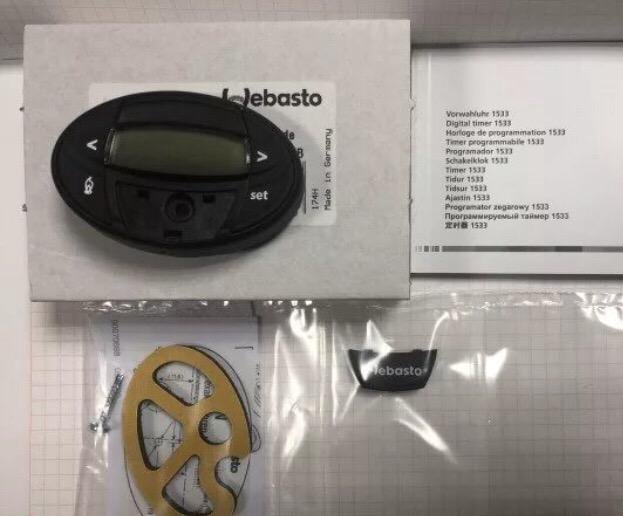 Webasto
<
>
set
174H
Made in Germany
Vorwahluhr 1533
Digital timer 1533
Horloge de programmation 1533
Timer programmabile 1533
Programador 1533
Schakelklok 1533
Timer 1533
Tidur 1533
Tidsur 1533
Ajastin 1533
Programator zegarowy 1533
Программируемый таймер 1533
定时器 1533
ebasto